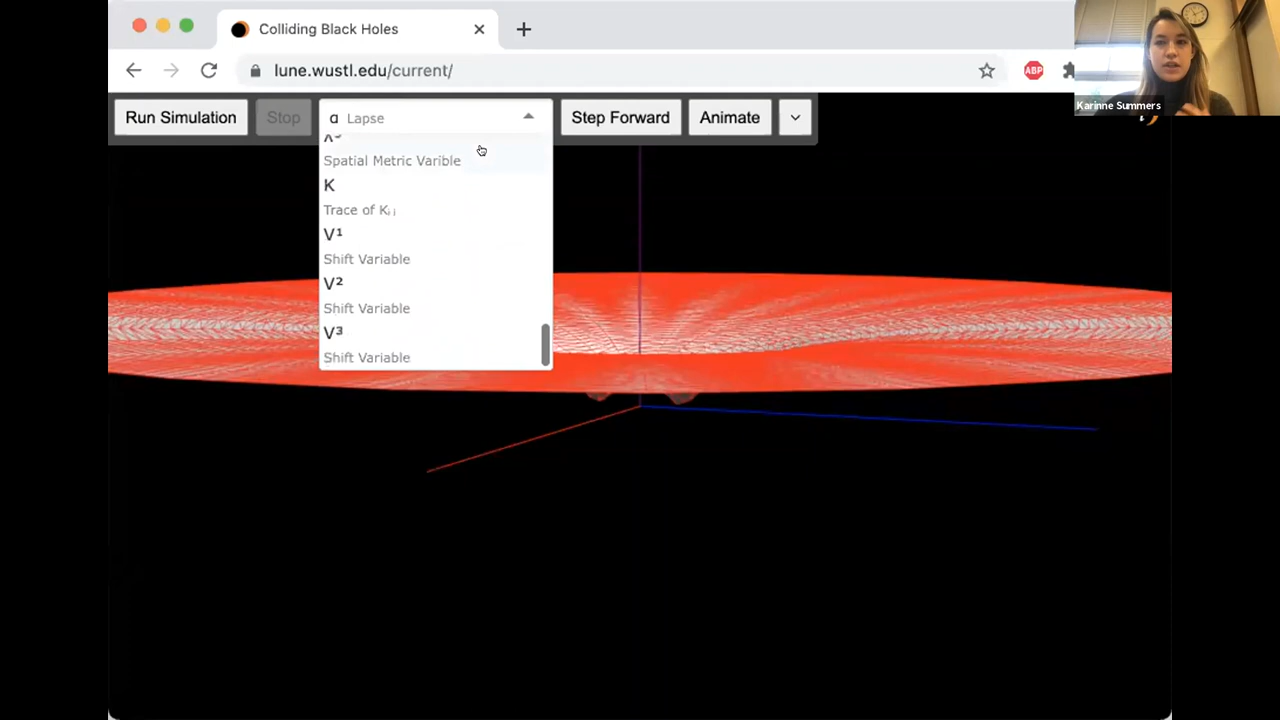 Colliding Black Holes
lune.wustl.edu/current/
ABP
Karinne Summers
Run Simulation
Stop
α Lapse
Step Forward
Animate
Spatial Metric Varible
K
Trace of Kᵢⱼ
V¹
Shift Variable
V²
Shift Variable
V³
Shift Variable